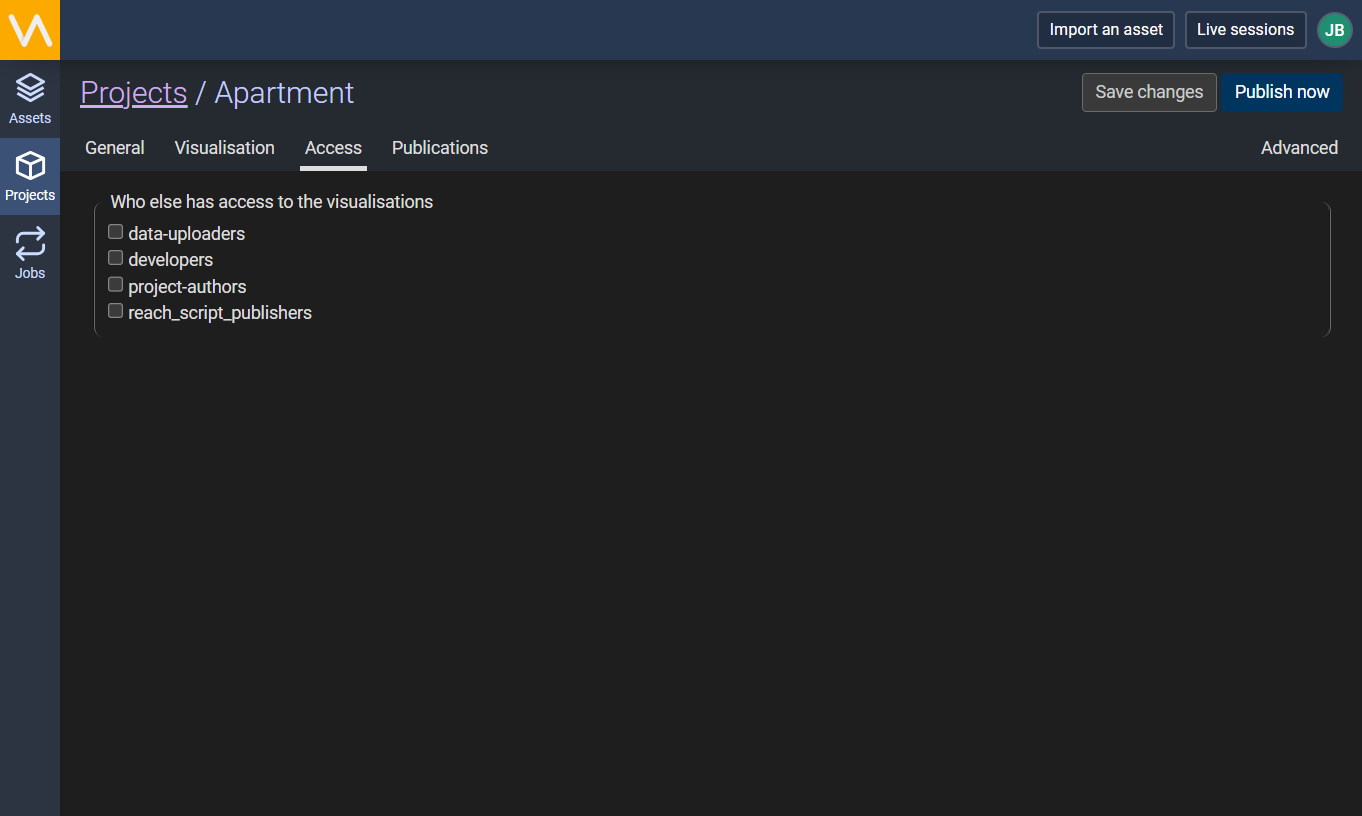 Import an asset
Live sessions
JB
Assets
Projects
Jobs
Projects / Apartment
Save changes
Publish now
General
Visualisation
Access
Publications
Advanced
Who else has access to the visualisations
data-uploaders
developers
project-authors
reach_script_publishers